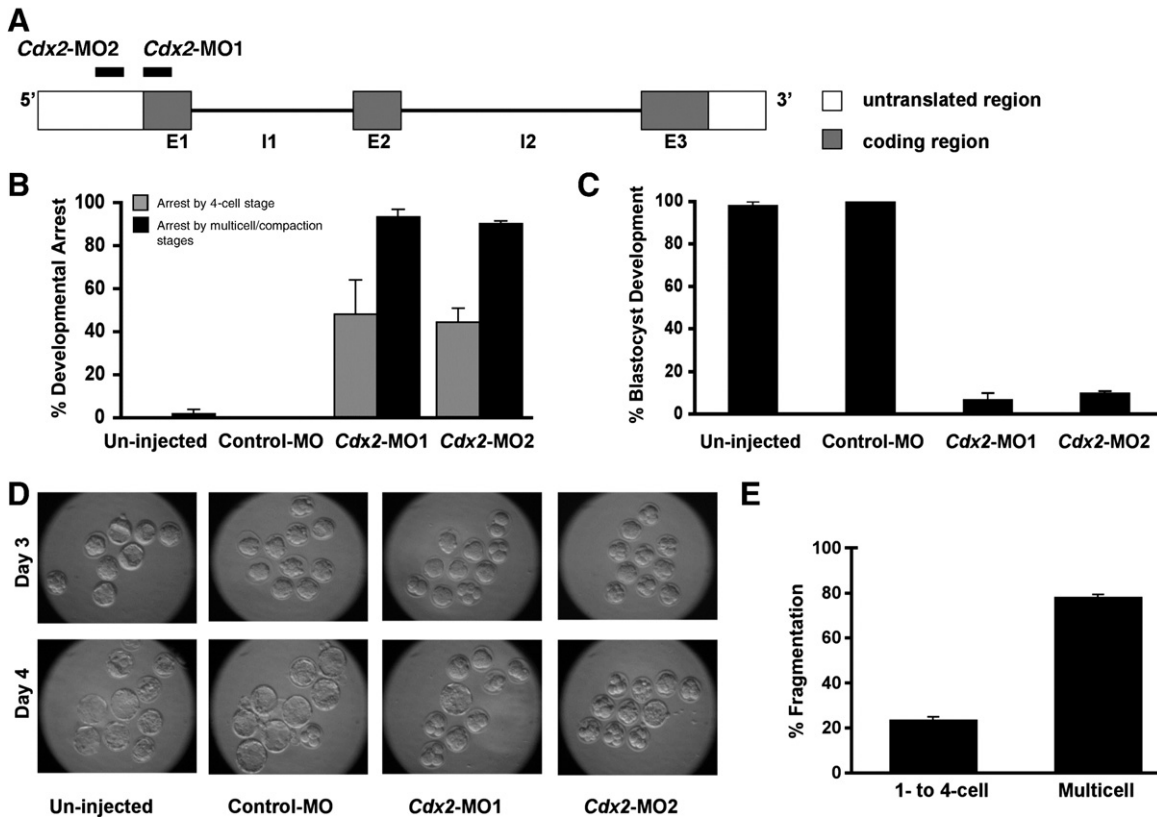 A
Cdx2-MO2 Cdx2-MO1
5’ 3’
E1 I1 E2 I2 E3
untranslated region
coding region
B
% Developmental Arrest
100
80
60
40
20
0
Arrest by 4-cell stage
Arrest by multicell/compaction
stages
Un-injected Control-MO Cdx2-MO1 Cdx2-MO2
C
% Blastocyst Development
100
80
60
40
20
0
Un-injected Control-MO Cdx2-MO1 Cdx2-MO2
D
Day 3
Day 4
Un-injected Control-MO Cdx2-MO1 Cdx2-MO2
E
% Fragmentation
100
80
60
40
20
0
1- to 4-cell Multicell